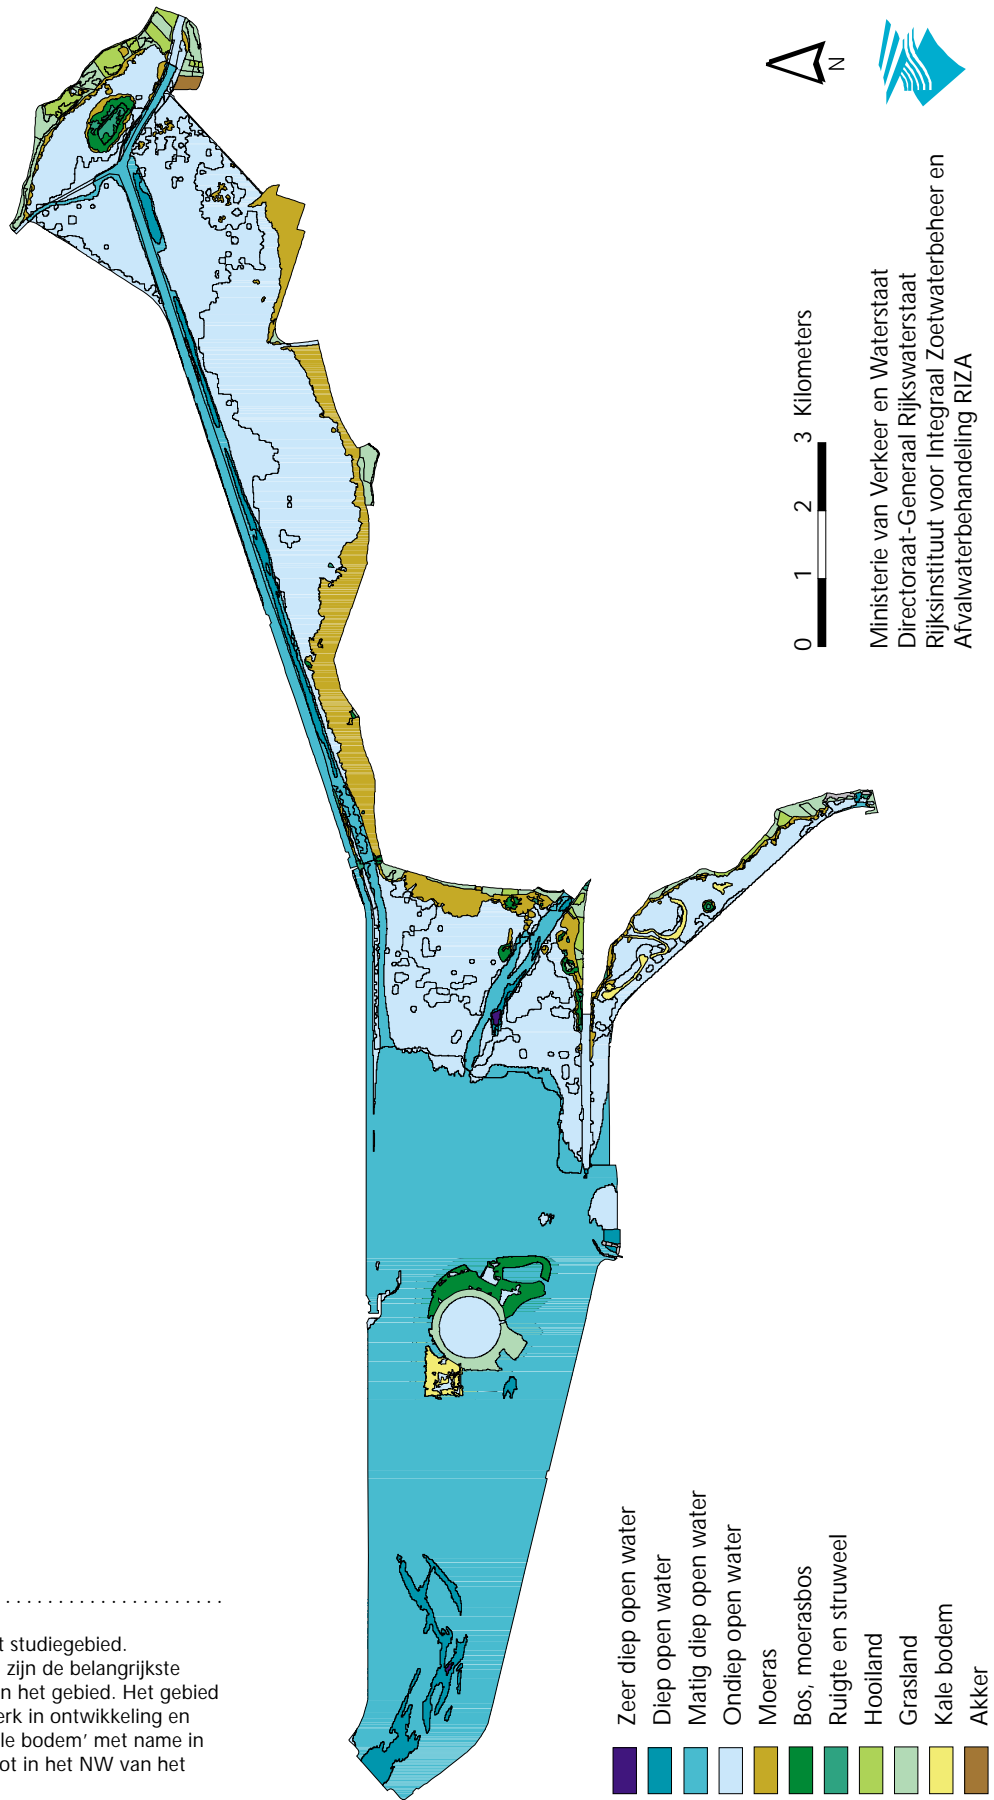 t studiegebied.
zijn de belangrijkste
n het gebied. Het gebied
erk in ontwikkeling en
le bodem’ met name in
ot in het NW van het
Zeer diep open water
Diep open water
Matig diep open water
Ondiep open water
Moeras
Bos, moerasbos
Ruigte en struweel
Hooiland
Grasland
Kale bodem
Akker
0 1 2 3 Kilometers
N
Ministerie van Verkeer en Waterstaat
Directoraat-Generaal Rijkswaterstaat
Rijksinstituut voor Integraal Zoetwaterbeheer en
Afvalwaterbehandeling RIZA